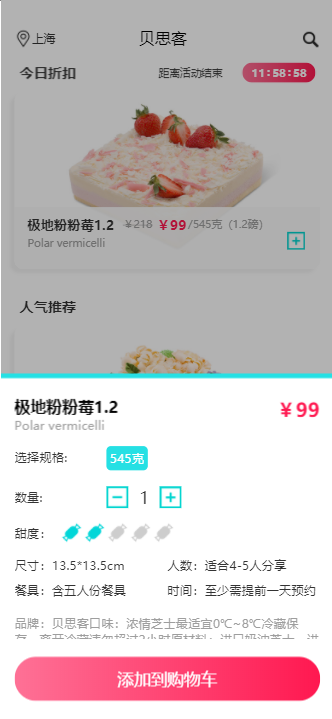 上海
贝思客
今日折扣 距离活动结束 11:58:58
极地粉粉莓1.2 ￥218 ￥99/545克 (1.2磅)
Polar vermicelli
人气推荐
极地粉粉莓1.2 ￥99
Polar vermicelli
选择规格: 545克
数量: 1
甜度:
尺寸: 13.5*13.5cm 人数: 适合4-5人分享
餐具: 含五人份餐具 时间: 至少需提前一天预约
品牌: 贝思客口味: 浓情芝士最适宜0℃~8℃冷藏保
添加到购物车